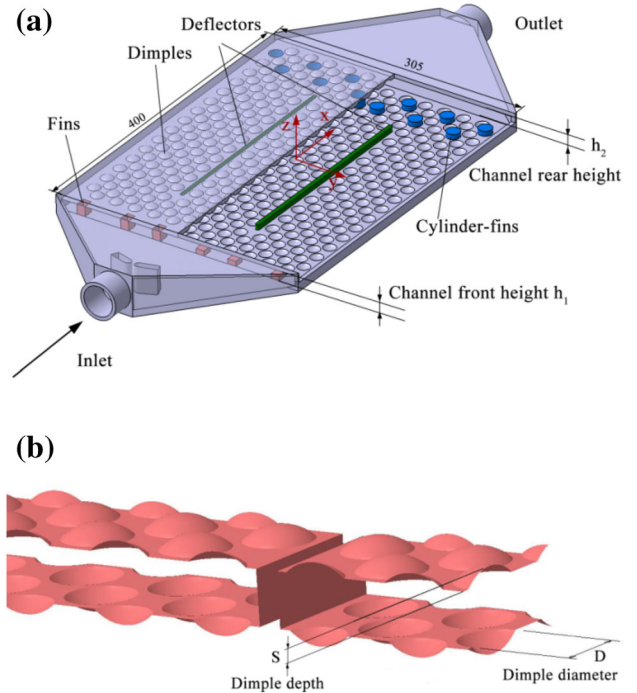 (a)
Deflectors
Dimples
Outlet
305
400
Fins
z
x
y
h2
Channel rear height
Cylinder-fins
Channel front height h1
Inlet
(b)
S
Dimple depth
D
Dimple diameter